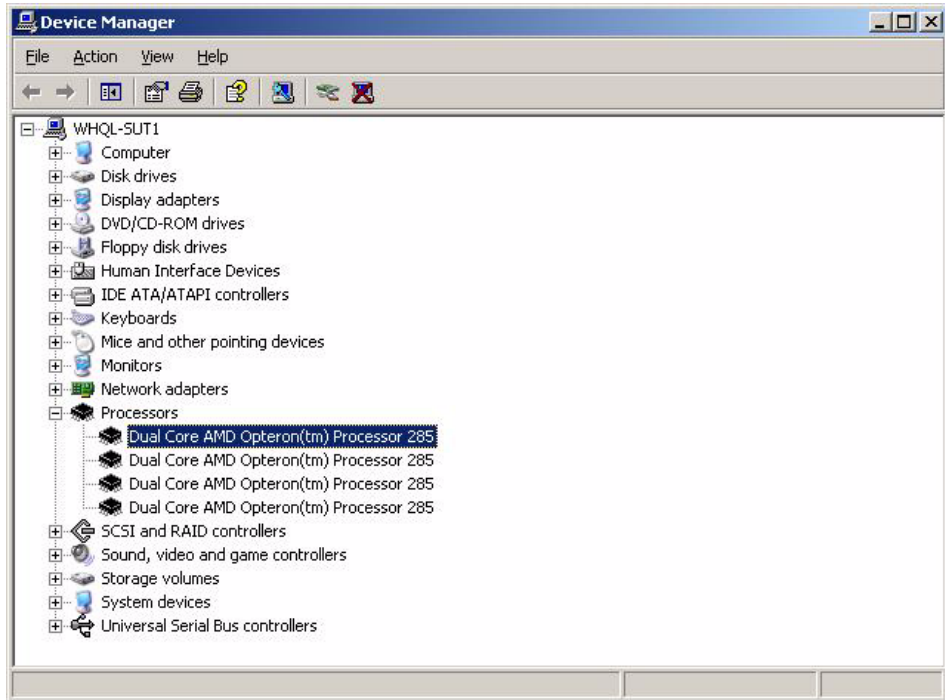 Device Manager
File Action View Help
WHQL-SUT1
Computer
Disk drives
Display adapters
DVD/CD-ROM drives
Floppy disk drives
Human Interface Devices
IDE ATA/ATAPI controllers
Keyboards
Mice and other pointing devices
Monitors
Network adapters
Processors
Dual Core AMD Opteron(tm) Processor 285
Dual Core AMD Opteron(tm) Processor 285
Dual Core AMD Opteron(tm) Processor 285
Dual Core AMD Opteron(tm) Processor 285
SCSI and RAID controllers
Sound, video and game controllers
Storage volumes
System devices
Universal Serial Bus controllers